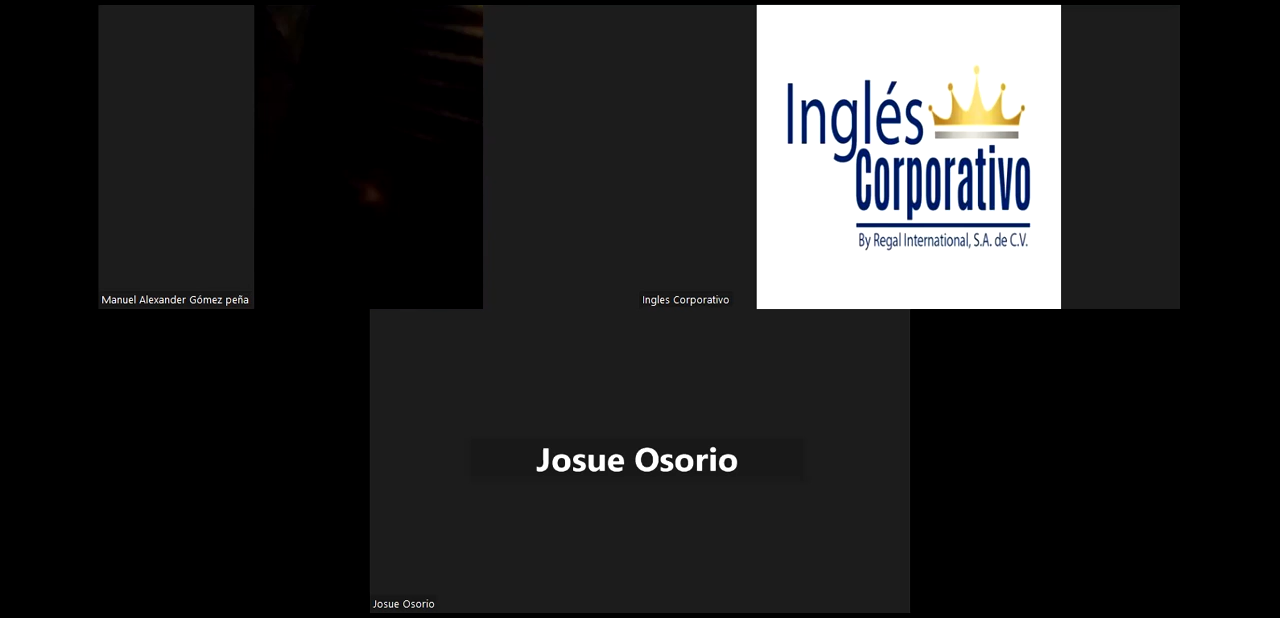 Inglés
Corporativo
By Regal International, S.A. de C.V.
Manuel Alexander Gómez peña
Ingles Corporativo
Josue Osorio
Josue Osorio